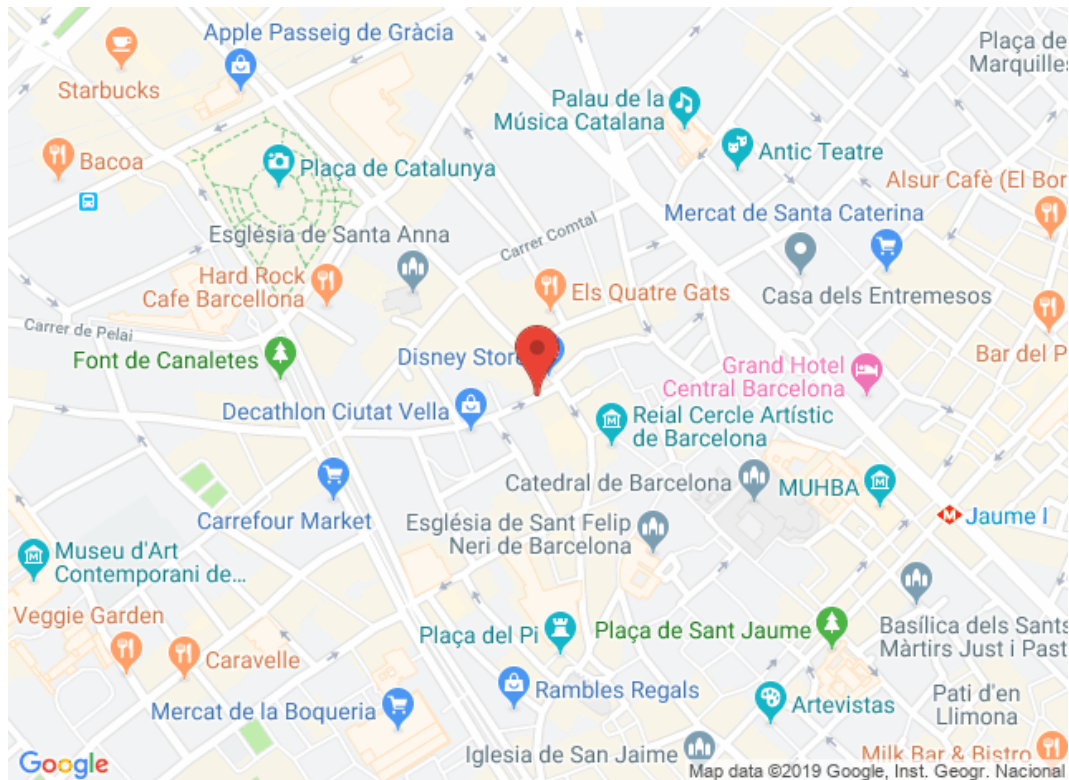 Apple Passeig de Gràcia
Starbucks
Plaça de
Marquilles
Palau de la
Música Catalana
Bacoa
Plaça de Catalunya
Antic Teatre
Alsur Cafè (El Bor
Mercat de Santa Caterina
Carrer Comtal
Església de Santa Anna
Hard Rock
Cafe Barcellona
Els Quatre Gats
Casa dels Entremesos
Carrer de Pelai
Font de Canaletes
Disney Store
Grand Hotel
Central Barcelona
Bar del P
Decathlon Ciutat Vella
Reial Cercle Artístic
de Barcelona
Catedral de Barcelona
MUHBA
Carrefour Market
Església de Sant Felip
Neri de Barcelona
Jaume I
Museu d'Art
Contemporani de...
Veggie Garden
Plaça del Pi
Plaça de Sant Jaume
Basílica dels Sants
Màrtirs Just i Past
Caravelle
Rambles Regals
Mercat de la Boqueria
Artevistas
Pati d'en
Llimona
Iglesia de San Jaime
Milk Bar & Bistro
Google
Map data ©2019 Google, Inst. Geogr. Nacional